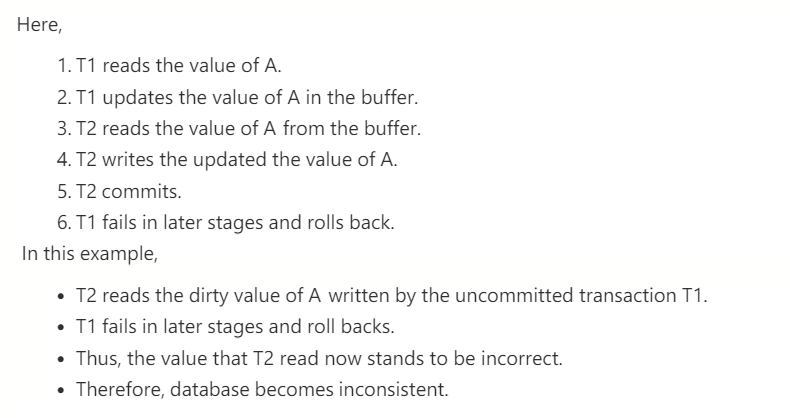 Here,
1. T1 reads the value of A.
2. T1 updates the value of A in the buffer.
3. T2 reads the value of A from the buffer.
4. T2 writes the updated the value of A.
5. T2 commits.
6. T1 fails in later stages and rolls back.
In this example,
• T2 reads the dirty value of A written by the uncommitted transaction T1.
• T1 fails in later stages and roll backs.
• Thus, the value that T2 read now stands to be incorrect.
• Therefore, database becomes inconsistent.